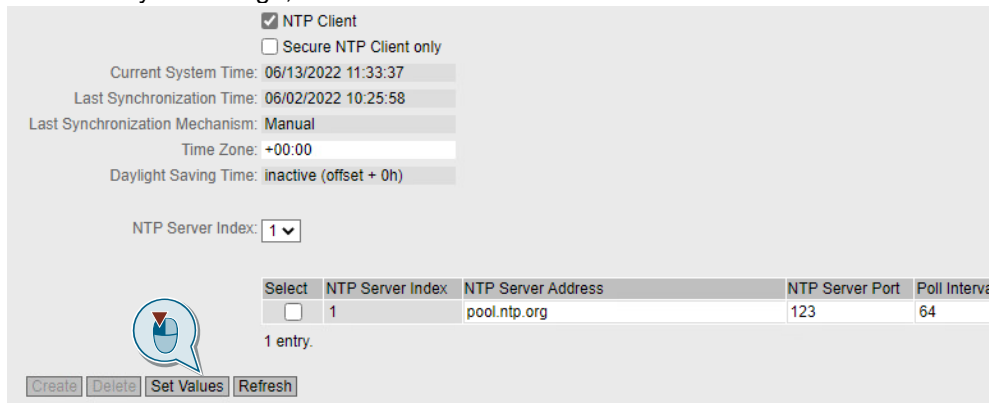 NTP Client
Secure NTP Client only
Current System Time: 06/13/2022 11:33:37
Last Synchronization Time: 06/02/2022 10:25:58
Last Synchronization Mechanism: Manual
Time Zone: +00:00
Daylight Saving Time: inactive (offset + 0h)
NTP Server Index: 1
Select NTP Server Index NTP Server Address NTP Server Port Poll Interva
1 pool.ntp.org 123 64
1 entry.
Create Delete Set Values Refresh